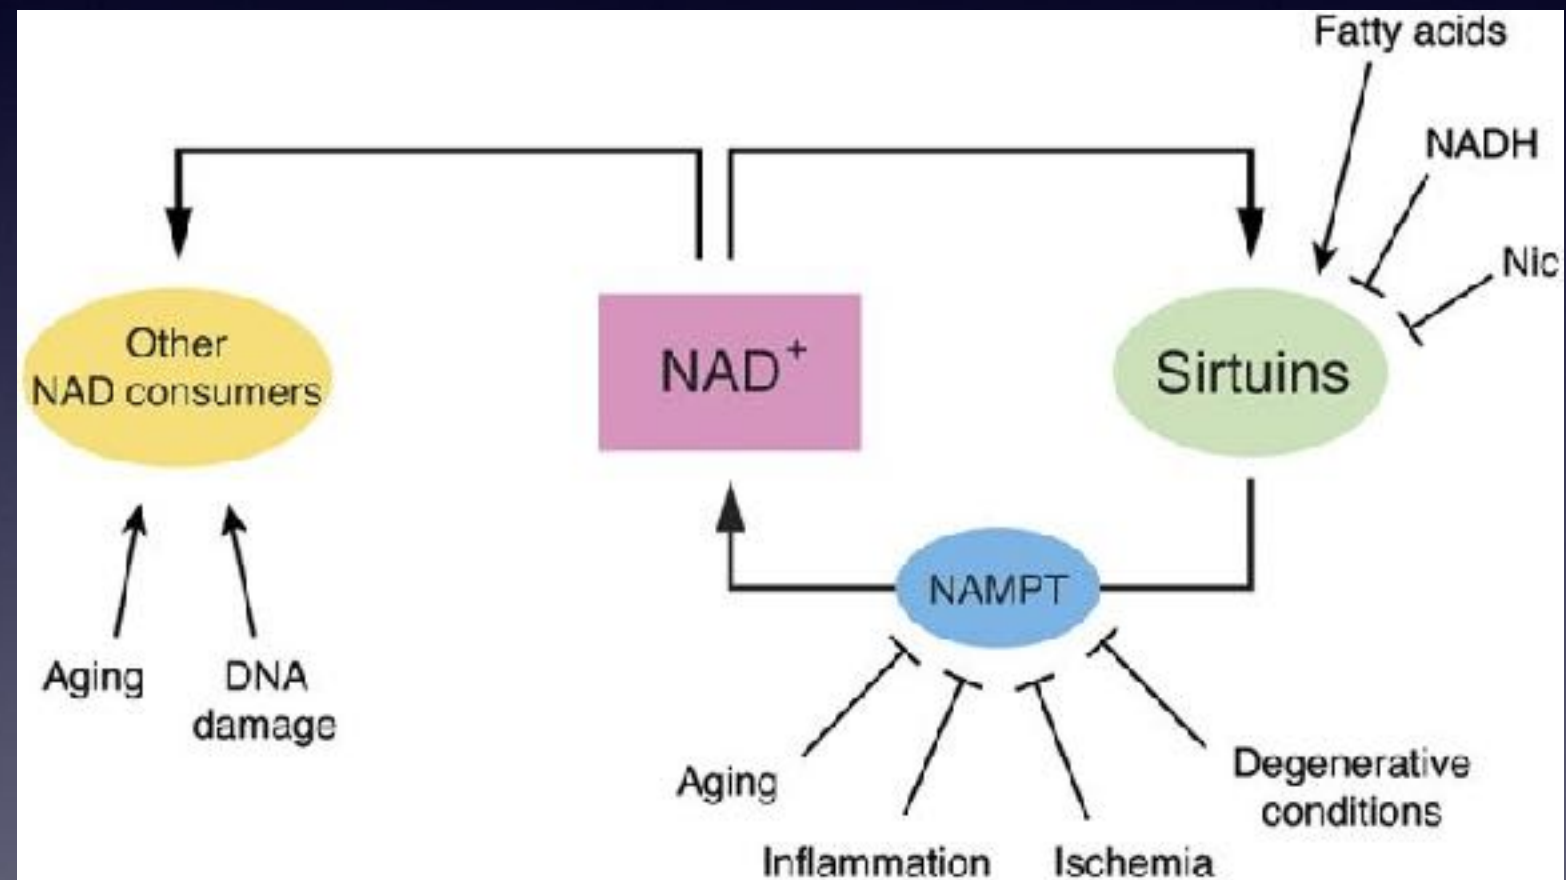 Fatty acids
NADH
Nic
Other
NAD consumers
NAD+
Sirtuins
NAMPT
Aging
DNA
damage
Aging
Inflammation
Ischemia
Degenerative
conditions